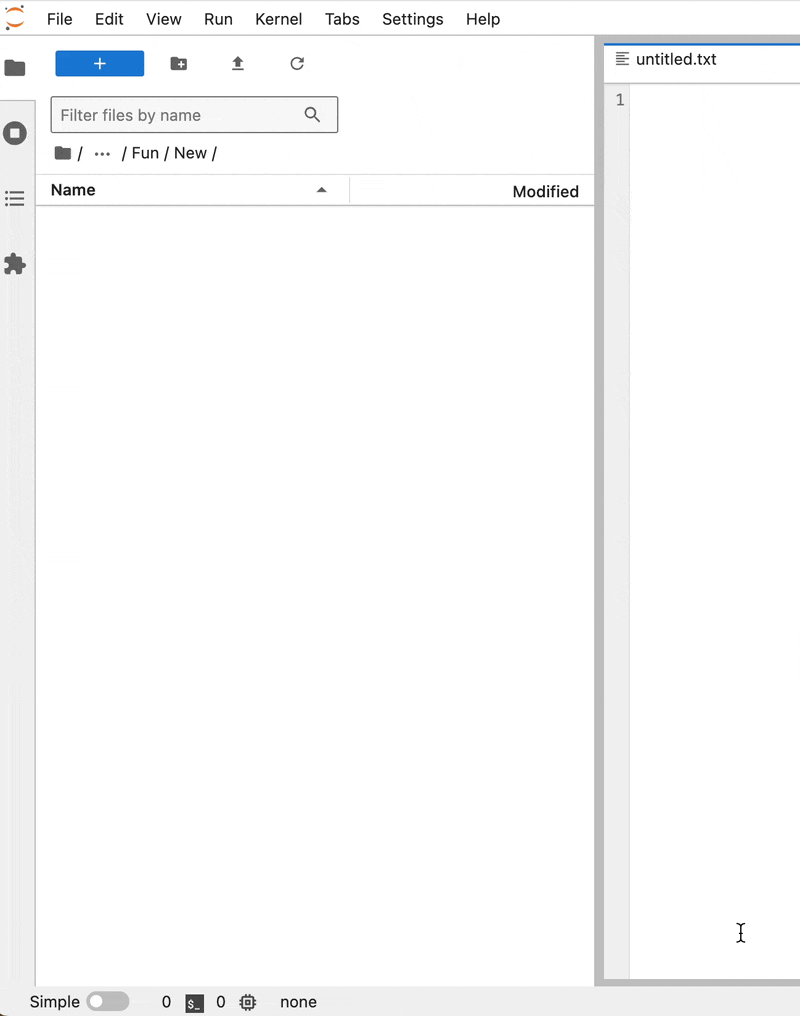 File Edit View Run Kernel Tabs Settings Help
+
untitled.txt
Filter files by name
1
/ ... / Fun / New /
Name Modified
Simple 0 $_ 0 none